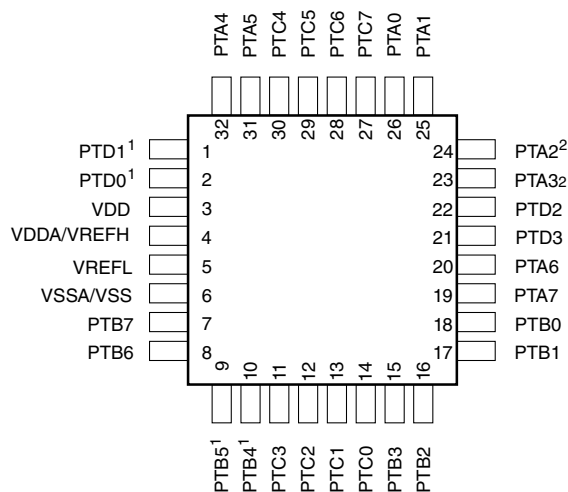 PTA4
PTA5
PTC4
PTC5
PTC6
PTC7
PTA0
PTA1
32
31
30
29
28
27
26
25
PTD1¹ 1
PTD0¹ 2
VDD 3
VDDA/VREFH 4
VREFL 5
VSSA/VSS 6
PTB7 7
PTB6 8
24 PTA2²
23 PTA32
22 PTD2
21 PTD3
20 PTA6
19 PTA7
18 PTB0
17 PTB1
9
10
11
12
13
14
15
16
PTB5¹
PTB4¹
PTC3
PTC2
PTC1
PTC0
PTB3
PTB2